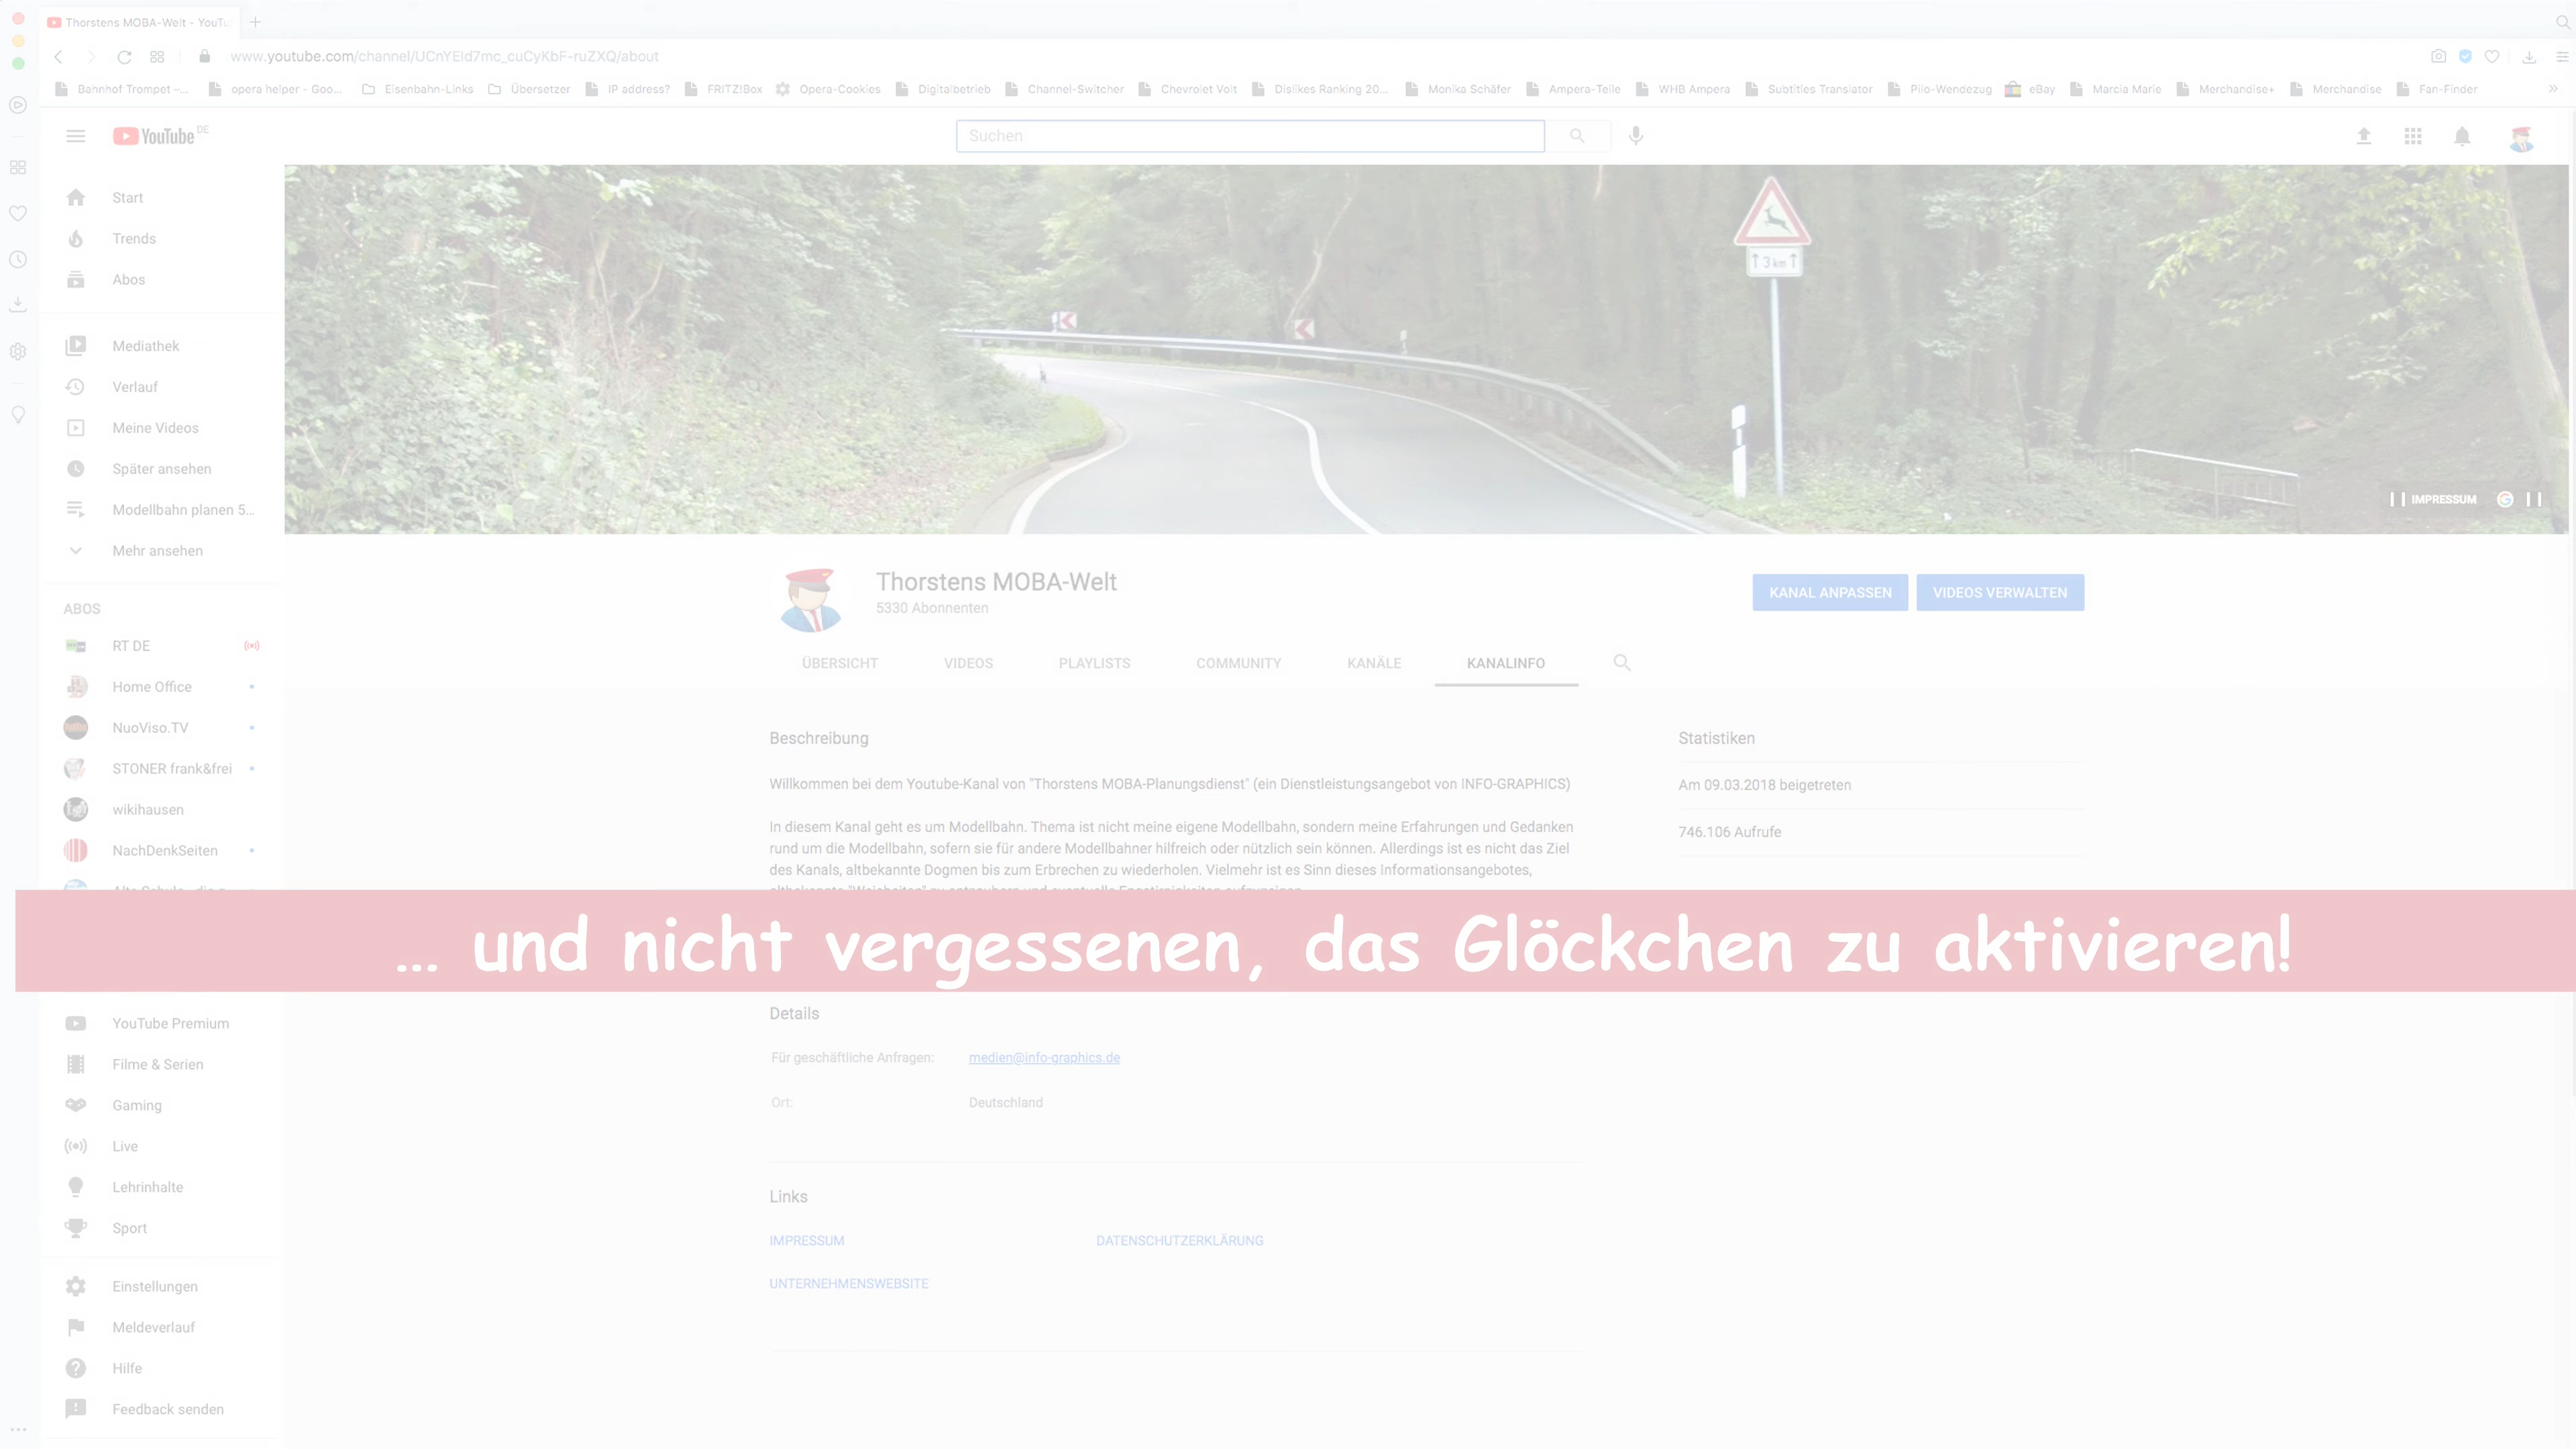 Thorstens MOBA-Welt - YouTu
www.youtube.com/channel/UCnYEld7mc_cuCyKbF-ruZXQ/about
Bahnhof Trompet –... opera helper - Goo... Eisenbahn-Links Übersetzer IP address? FRITZ!Box Opera-Cookies Digitalbetrieb Channel-Switcher Chevrolet Volt Dislikes Ranking 20... Monika Schäfer Ampera-Teile WHB Ampera Subtitles Translator Piio-Wendezug eBay Marcia Marie Merchandise+ Merchandise Fan-Finder
YouTube DE
Suchen
Start
Trends
Abos
Mediathek
Verlauf
Meine Videos
Später ansehen
Modellbahn planen 5...
Mehr ansehen
ABOS
RT DE
Home Office
NuoViso.TV
STONER frank&frei
wikihausen
NachDenkSeiten
3 km
IMPRESSUM
Thorstens MOBA-Welt
5330 Abonnenten
KANAL ANPASSEN
VIDEOS VERWALTEN
ÜBERSICHT VIDEOS PLAYLISTS COMMUNITY KANÄLE KANALINFO
Beschreibung
Willkommen bei dem Youtube-Kanal von "Thorstens MOBA-Planungsdienst" (ein Dienstleistungsangebot von INFO-GRAPHICS)
In diesem Kanal geht es um Modellbahn. Thema ist nicht meine eigene Modellbahn, sondern meine Erfahrungen und Gedanken
rund um die Modellbahn, sofern sie für andere Modellbahner hilfreich oder nützlich sein können. Allerdings ist es nicht das Ziel
des Kanals, altbekannte Dogmen bis zum Erbrechen zu wiederholen. Vielmehr ist es Sinn dieses Informationsangebotes,
Statistiken
Am 09.03.2018 beigetreten
746.106 Aufrufe
... und nicht vergessenen, das Glöckchen zu aktivieren!
YouTube Premium
Filme & Serien
Gaming
Live
Lehrinhalte
Sport
Einstellungen
Meldeverlauf
Hilfe
Feedback senden
Details
Für geschäftliche Anfragen: medien@info-graphics.de
Ort: Deutschland
Links
IMPRESSUM DATENSCHUTZERKLÄRUNG
UNTERNEHMENSWEBSITE